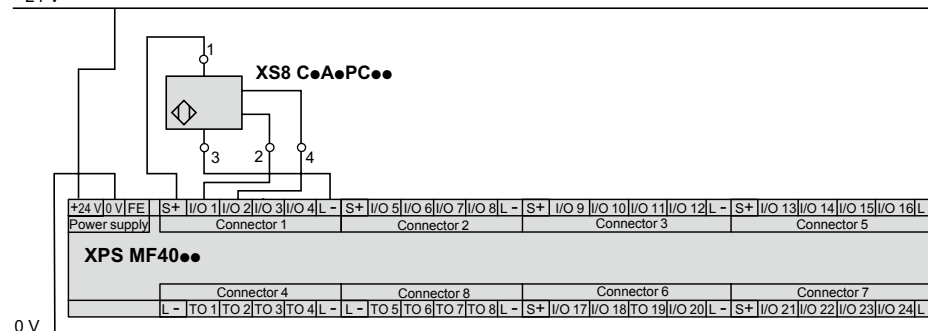 1
XS8 C●A●PC●●
3
2
4
+24 V 0 V FE S+ I/O 1 I/O 2 I/O 3 I/O 4 L - S+ I/O 5 I/O 6 I/O 7 I/O 8 L - S+ I/O 9 I/O 10 I/O 11 I/O 12 L - S+ I/O 13 I/O 14 I/O 15 I/O 16 L
Power supply Connector 1 Connector 2 Connector 3 Connector 5
XPS MF40●●
Connector 4 Connector 8 Connector 6 Connector 7
L - TO 1 TO 2 TO 3 TO 4 L - L - TO 5 TO 6 TO 7 TO 8 L - S+ I/O 17 I/O 18 TO 19 I/O 20 L - S+ I/O 21 I/O 22 I/O 23 I/O 24 L
0 V